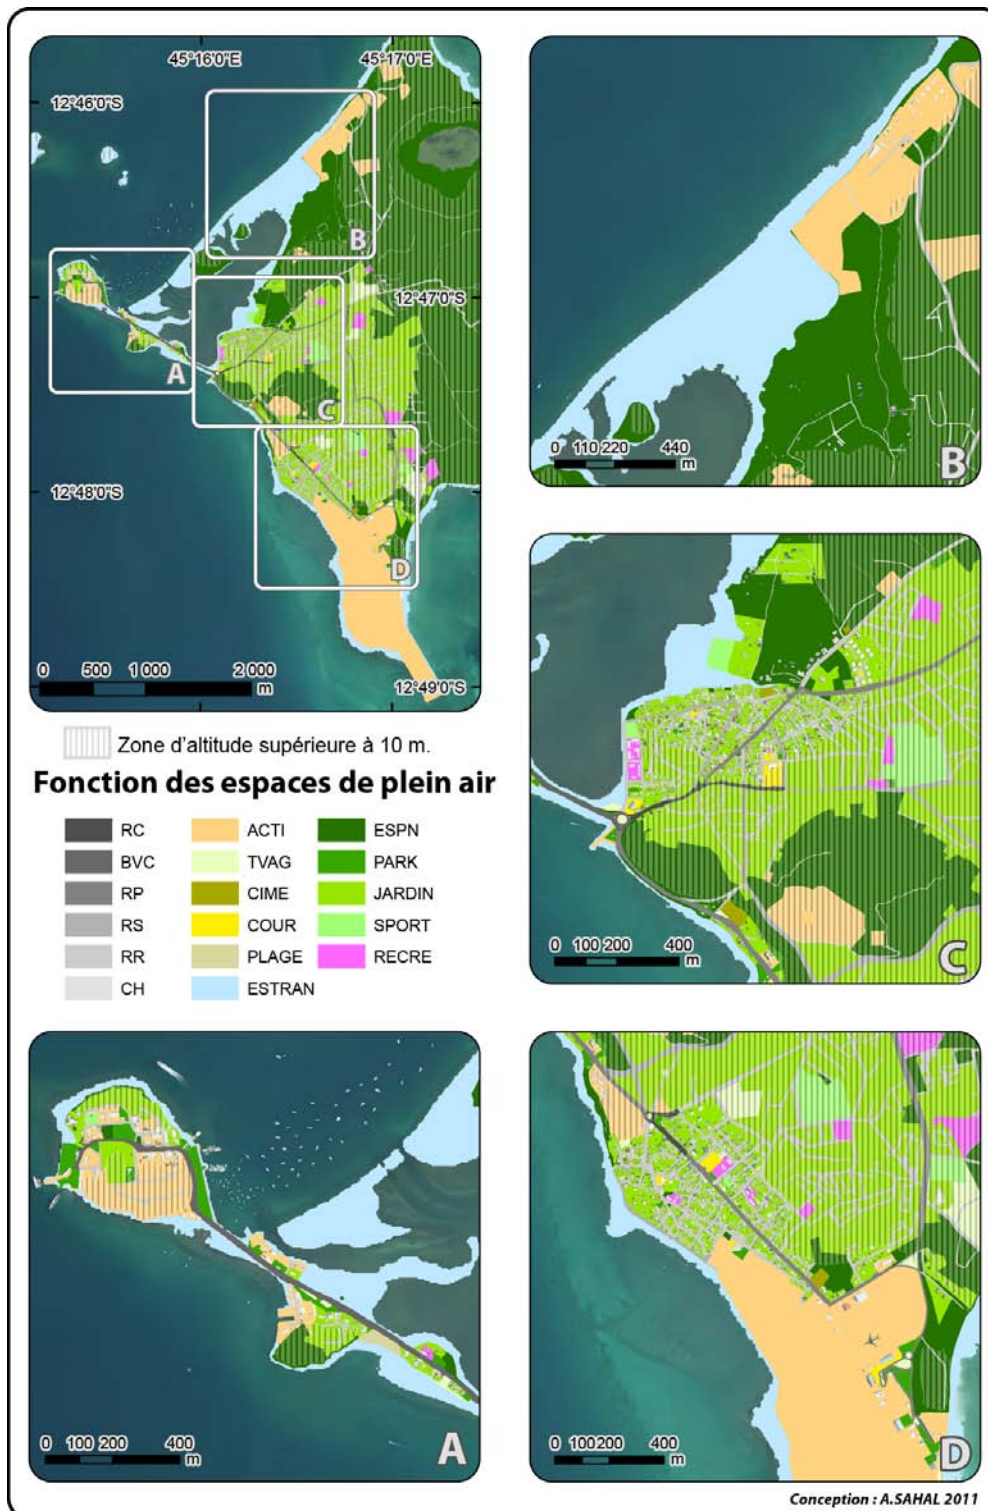 45°16'0"E 45°17'0"E
12°46'0"S
B
12°47'0"S
A
C
12°48'0"S
D
0 500 1 000 2 000
m
12°49'0"S
0 110 220 440
m
B
Zone d'altitude supérieure à 10 m.
Fonction des espaces de plein air
RC ACTI ESPN
BVC TVAG PARK
RP CIME JARDIN
RS COUR SPORT
RR PLAGE RECRE
CH ESTRAN
0 100 200 400
m
C
0 100 200 400
m
A
0 100 200 400
m
D
Conception : A.SAHAL 2011